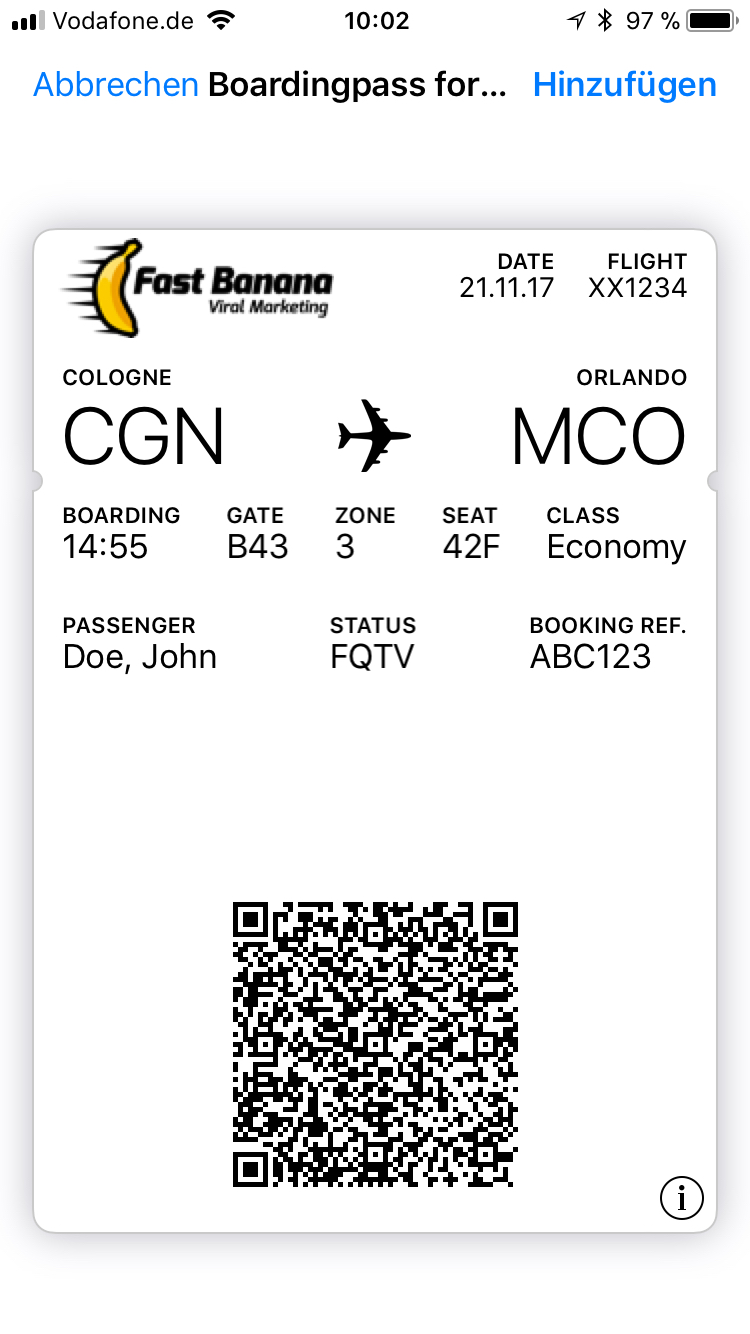 Vodafone.de 10:02 97 %
Abbrechen Boardingpass for... Hinzufügen
Fast Banana
Viral Marketing
DATE FLIGHT
21.11.17 XX1234
COLOGNE ORLANDO
CGN MCO
BOARDING GATE ZONE SEAT CLASS
14:55 B43 3 42F Economy
PASSENGER STATUS BOOKING REF.
Doe, John FQTV ABC123
i